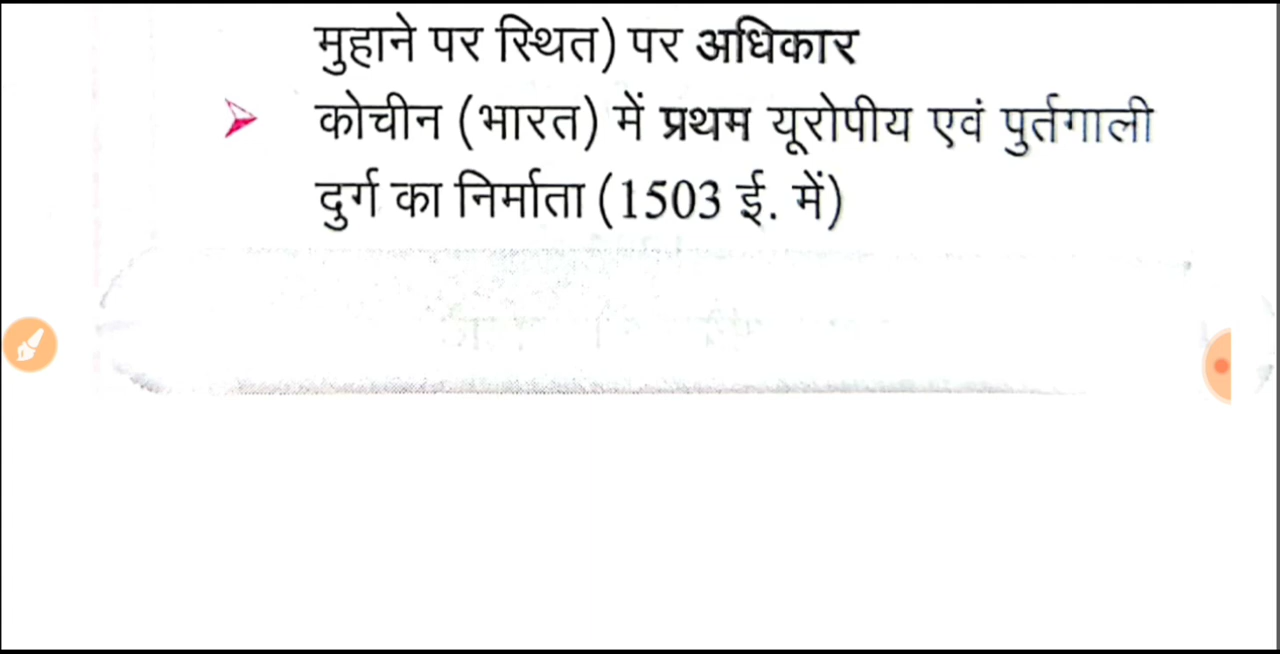 मुहाने पर स्थित) पर अधिकार
कोचीन (भारत) में प्रथम यूरोपीय एवं पुर्तगाली
दुर्ग का निर्माता (1503 ई. में)